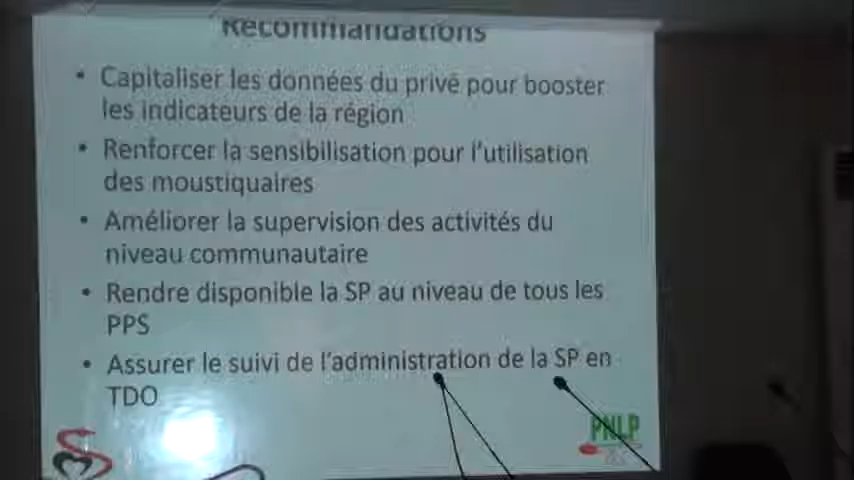 Recommandations
• Capitaliser les données du privé pour booster
les indicateurs de la région
• Renforcer la sensibilisation pour l'utilisation
des moustiquaires
• Améliorer la supervision des activités du
niveau communautaire
• Rendre disponible la SP au niveau de tous les
PPS
• Assurer le suivi de l'administration de la SP en
TDO
PNLP